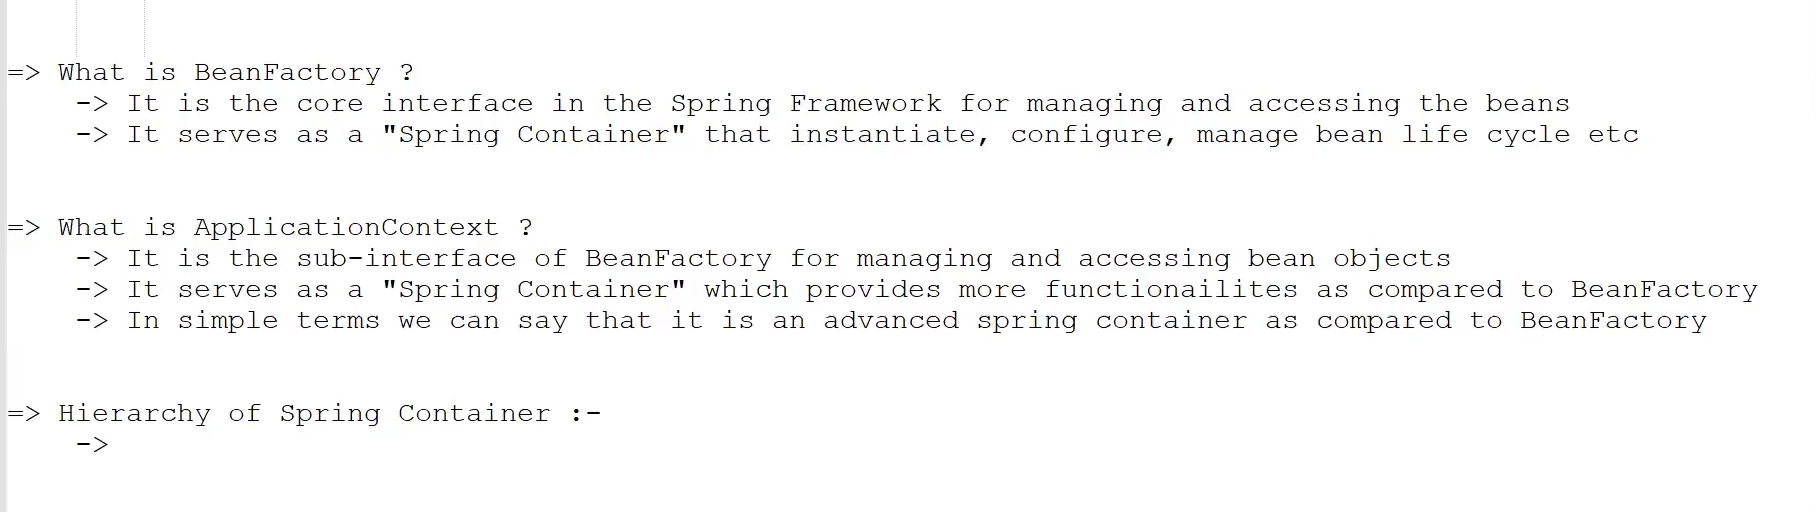 => What is BeanFactory ?
-> It is the core interface in the Spring Framework for managing and accessing the beans
-> It serves as a "Spring Container" that instantiate, configure, manage bean life cycle etc
=> What is ApplicationContext ?
-> It is the sub-interface of BeanFactory for managing and accessing bean objects
-> It serves as a "Spring Container" which provides more functionailites as compared to BeanFactory
-> In simple terms we can say that it is an advanced spring container as compared to BeanFactory
=> Hierarchy of Spring Container :-
->